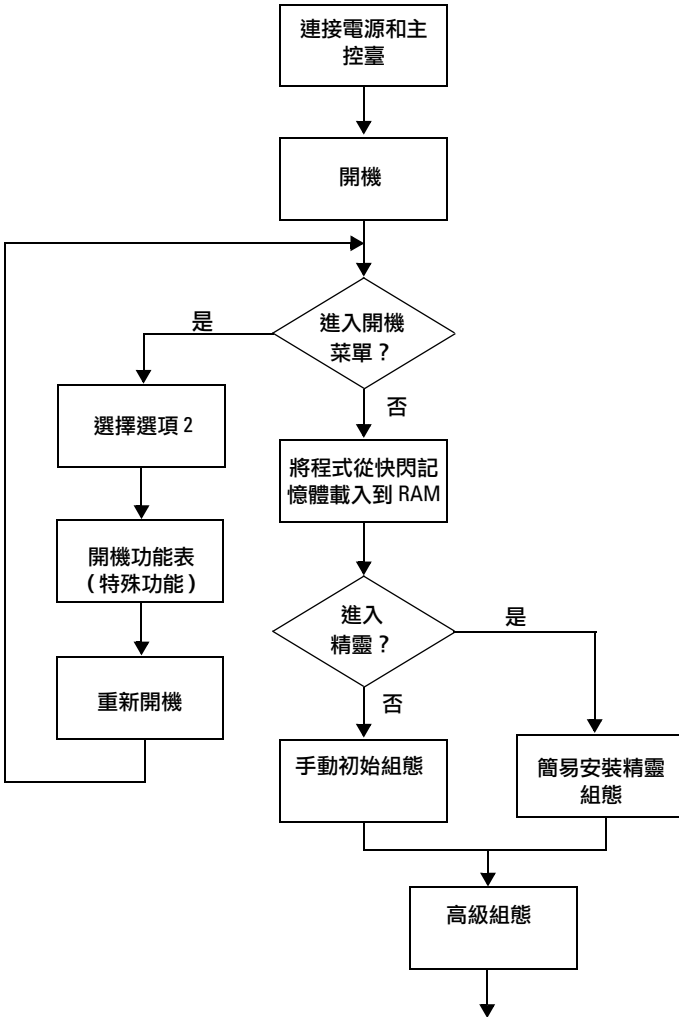 連接電源和主
控臺
開機
進入開機
菜單？
是
否
選擇選項 2
將程式從快閃記
憶體載入到 RAM
開機功能表
（特殊功能）
進入
精靈？
是
否
重新開機
手動初始組態
簡易安裝精靈
組態
高級組態